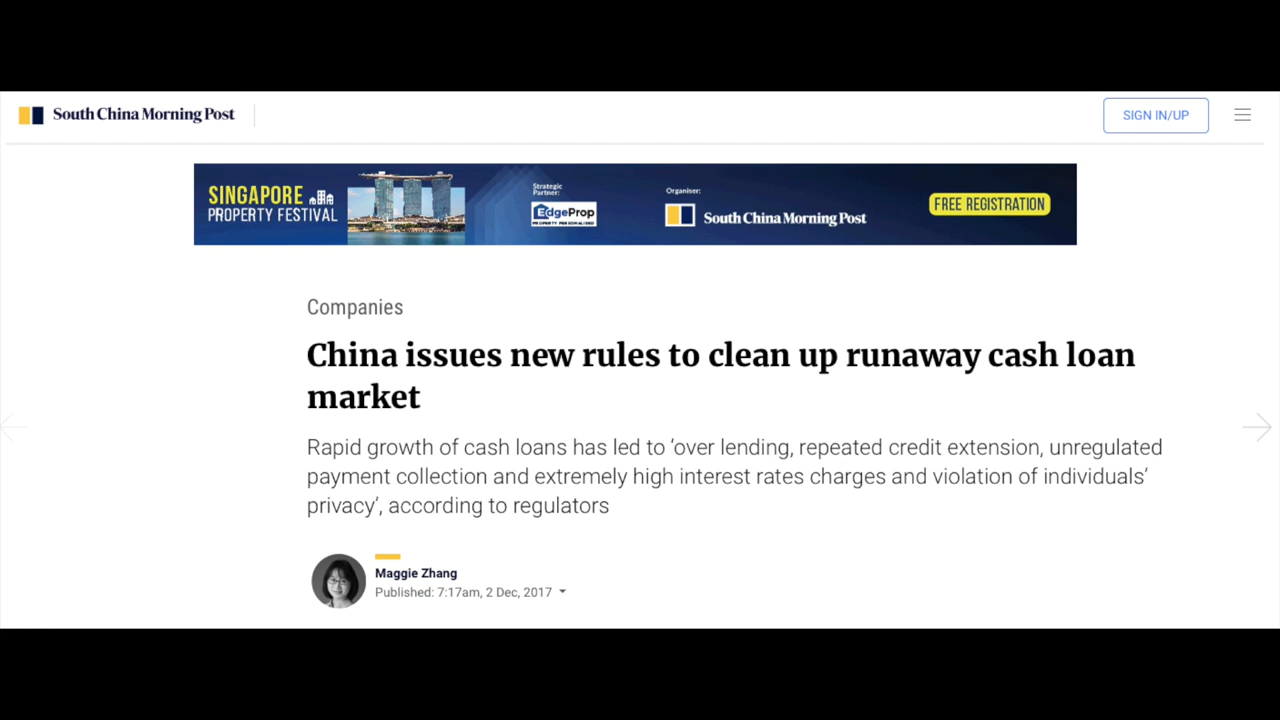 South China Morning Post
SIGN IN/UP
SINGAPORE
PROPERTY FESTIVAL
Strategic
Partner:
EdgeProp
PROPERTY PERSONALISED
Organiser:
South China Morning Post
FREE REGISTRATION
Companies
China issues new rules to clean up runaway cash loan
market
Rapid growth of cash loans has led to ‘over lending, repeated credit extension, unregulated
payment collection and extremely high interest rates charges and violation of individuals’
privacy’, according to regulators
Maggie Zhang
Published: 7:17am, 2 Dec, 2017